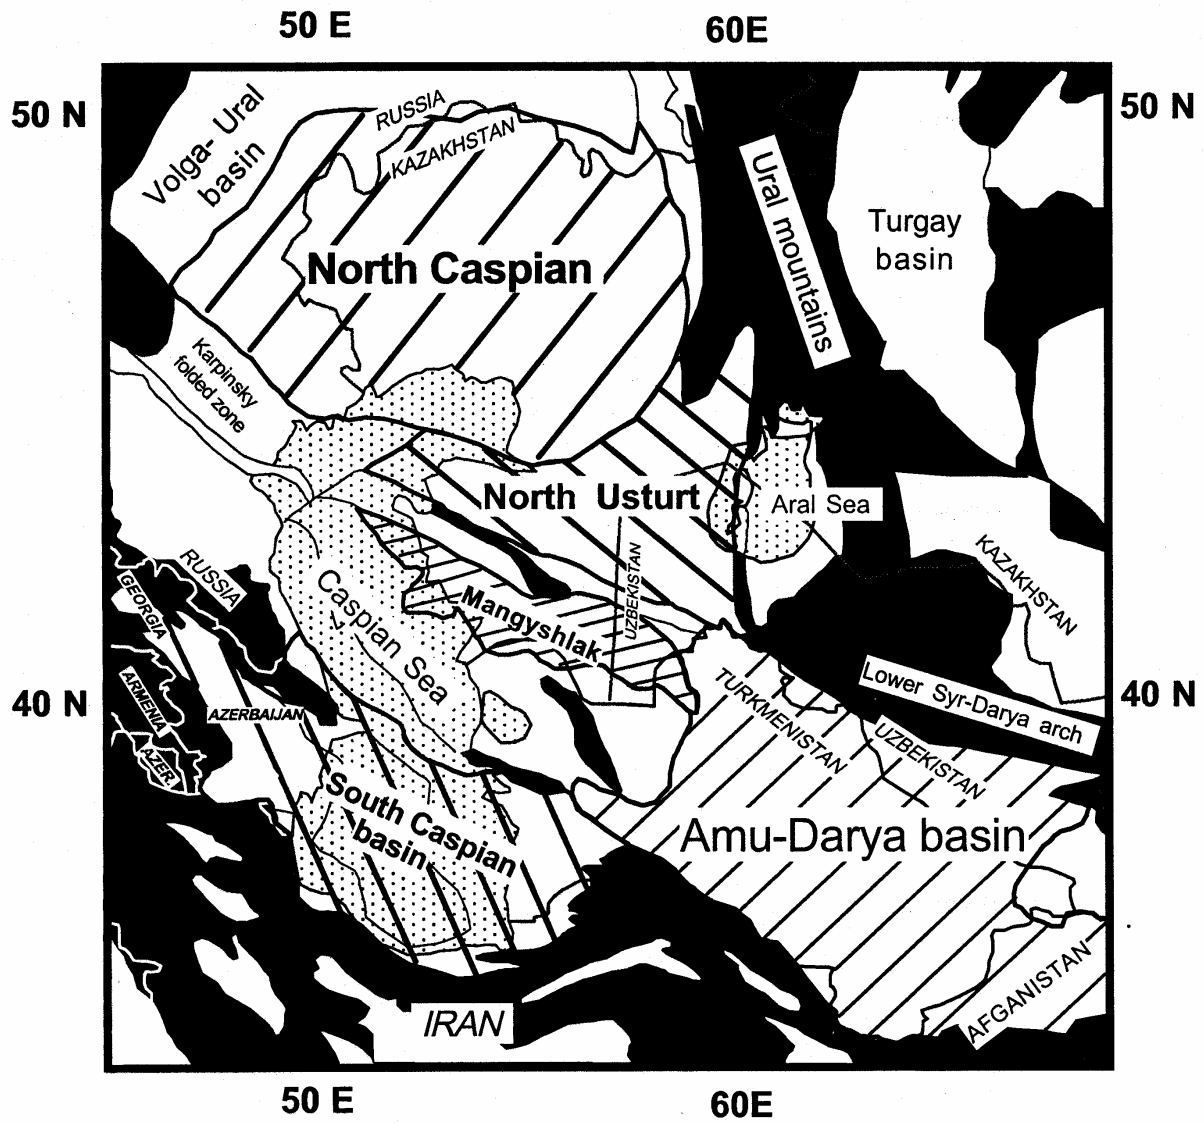 50 E
60E
50 N
50 N
Volga- Ural
basin
RUSSIA
KAZAKHSTAN
Ural mountains
Turgay
basin
North Caspian
Karpinsky
folded zone
North Usturt
Aral Sea
KAZAKHSTAN
RUSSIA
GEORGIA
Caspian Sea
Mangyshlak
UZBEKISTAN
40 N
40 N
ARMENIA
AZERBAIJAN
AZER.
TURKMENISTAN
UZBEKISTAN
Lower Syr-Darya arch
South Caspian
basin
Amu-Darya basin
AFGANISTAN
IRAN
50 E
60E